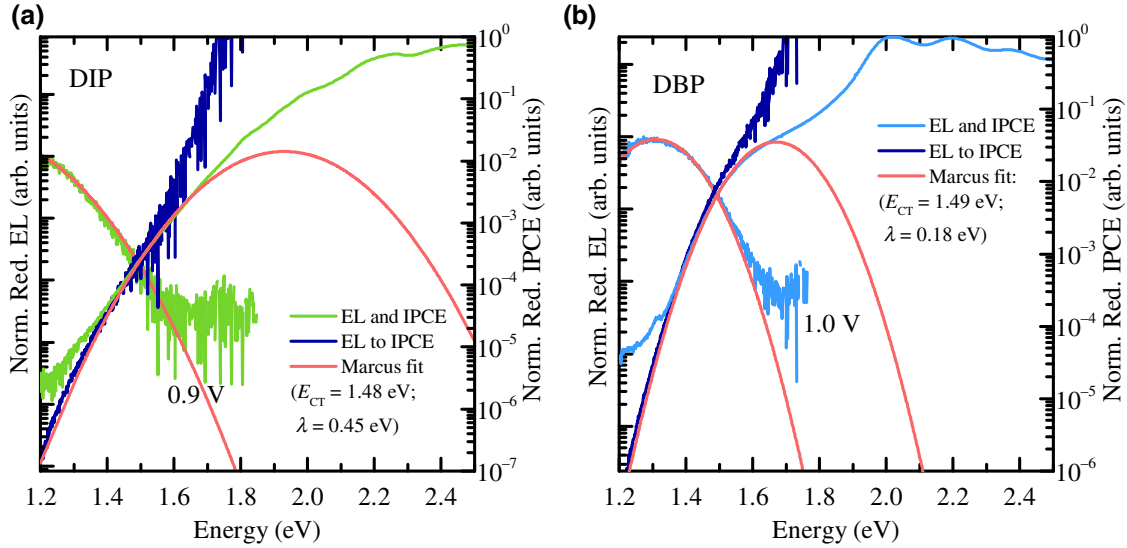 (a)
DIP
Norm. Red. EL (arb. units)
10^0
10^-1
10^-2
10^-3
10^-4
10^-5
10^-6
10^-7
Norm. Red. IPCE (arb. units)
EL and IPCE
EL to IPCE
Marcus fit
(E_CT = 1.48 eV;
λ = 0.45 eV)
0.9 V
1.2 1.4 1.6 1.8 2.0 2.2 2.4
Energy (eV)
(b)
DBP
Norm. Red. EL (arb. units)
10^0
10^-1
10^-2
10^-3
10^-4
10^-5
10^-6
Norm. Red. IPCE (arb. units)
EL and IPCE
EL to IPCE
Marcus fit:
(E_CT = 1.49 eV;
λ = 0.18 eV)
1.0 V
1.2 1.4 1.6 1.8 2.0 2.2 2.4
Energy (eV)